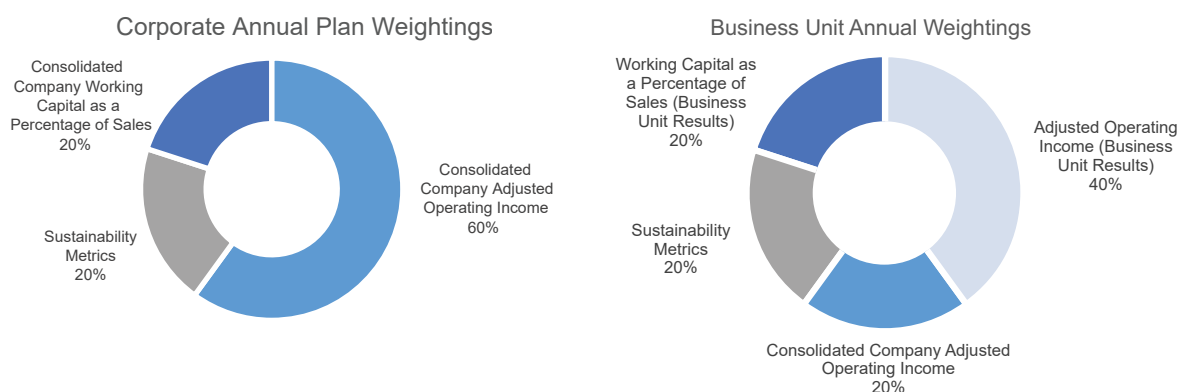 Corporate Annual Plan Weightings
Consolidated
Company Working
Capital as a
Percentage of Sales
20%
Consolidated
Company Adjusted
Operating Income
60%
Sustainability
Metrics
20%
Business Unit Annual Weightings
Working Capital as
a Percentage of
Sales (Business
Unit Results)
20%
Adjusted Operating
Income (Business
Unit Results)
40%
Sustainability
Metrics
20%
Consolidated Company Adjusted
Operating Income
20%